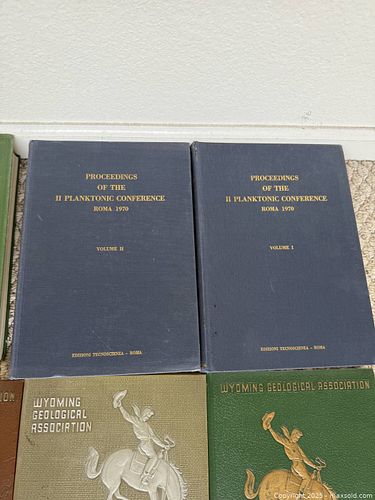 PROCEEDINGS
OF THE
II PLANKTONIC CONFERENCE
ROMA 1970
VOLUME II
EDIZIONI TECNOSCIENZA - ROMA
PROCEEDINGS
OF THE
II PLANKTONIC CONFERENCE
ROMA 1970
VOLUME I
EDIZIONI TECNOSCIENZA - ROMA
ION
WYOMING
GEOLOGICAL
ASSOCIATION
WYOMING GEOLOGICAL ASSOCIATION
Copyright © 2025 - maxsold.com